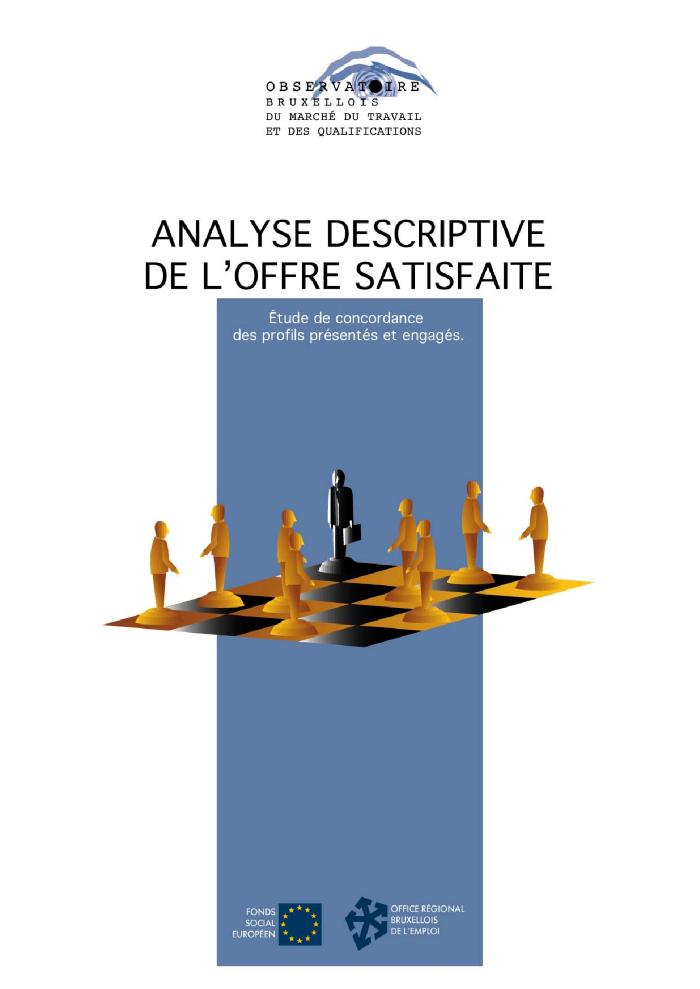 OBSERVATOIRE
BRUXELLOIS
DU MARCHÉ DU TRAVAIL
ET DES QUALIFICATIONS
ANALYSE DESCRIPTIVE
DE L'OFFRE SATISFAITE
Étude de concordance
des profils présentés et engagés.
FONDS
SOCIAL
EUROPÉEN
OFFICE RÉGIONAL
BRUXELLOIS
DE L'EMPLOI